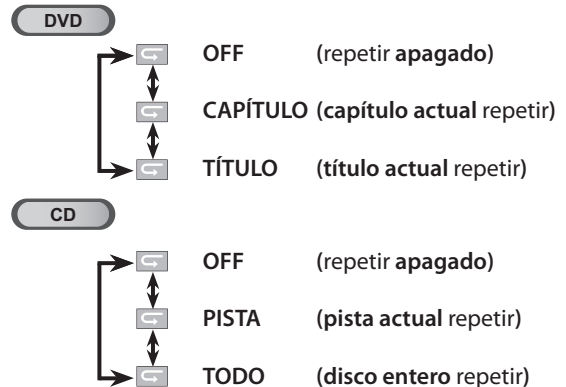 DVD
OFF (repetir apagado)
CAPÍTULO (capítulo actual repetir)
TÍTULO (título actual repetir)
CD
OFF (repetir apagado)
PISTA (pista actual repetir)
TODO (disco entero repetir)